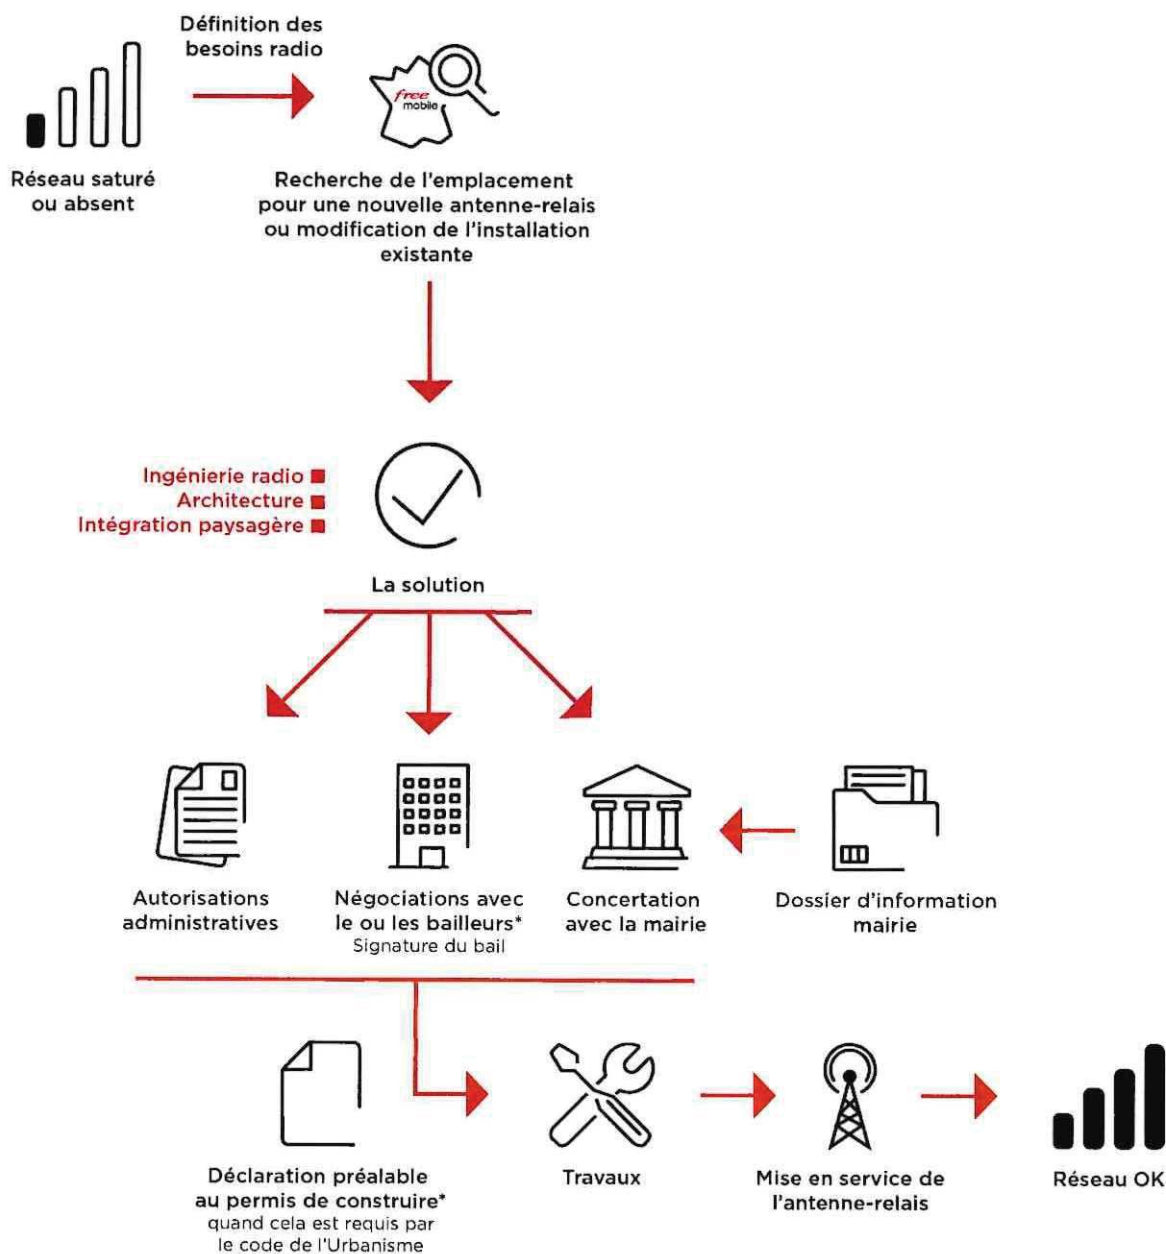 Définition des
besoins radio
free
mobile
Réseau saturé
ou absent
Recherche de l'emplacement
pour une nouvelle antenne-relais
ou modification de l'installation
existante
Ingénierie radio
Architecture
Intégration paysagère
La solution
Autorisations
administratives
Négociations avec
le ou les bailleurs*
Signature du bail
Concertation
avec la mairie
Dossier d'information
mairie
Déclaration préalable
au permis de construire*
quand cela est requis par
le code de l'Urbanisme
Travaux
Mise en service de
l'antenne-relais
Réseau OK